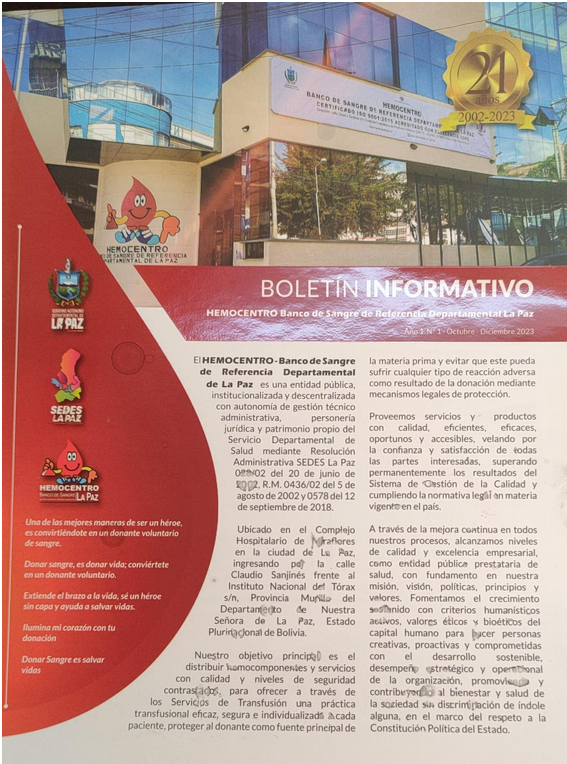 HEMOCENTRO
BANCO DE SANGRE DE REFERENCIA DEPARTAMENTAL
CERTIFICADO ISO 9001:2015 ACREDITADO CON
21
años
2002-2023
HEMOCENTRO
DE SANGRE DE REFERENCIA
DEPARTAMENTAL DE LA PAZ
BOLETÍN INFORMATIVO
HEMOCENTRO Banco de Sangre de Referencia Departamental La Paz
Año 1 N° 1 - Octubre - Diciembre 2023
GOBIERNO AUTÓNOMO
DEPARTAMENTAL DE
LA PAZ
SEDES
LA PAZ
HEMOCENTRO
BANCO DE SANGRE
LA PAZ
Una de las mejores maneras de ser un héroe,
es convirtiéndote en un donante voluntario
de sangre.
Donar sangre, es donar vida; conviértete
en un donante voluntario.
Extiende el brazo a la vida, sé un héroe
sin capa y ayuda a salvar vidas.
Ilumina mi corazón con tu
donación
Donar Sangre es salvar
vidas
El HEMOCENTRO - Banco de Sangre
de Referencia Departamental
de La Paz es una entidad pública,
institucionalizada y descentralizada
con autonomía de gestión técnico
administrativa, personería
jurídica y patrimonio propio del
Servicio Departamental de
Salud mediante Resolución
Administrativa SEDES La Paz
del 20 de junio de
2002, R.M. 0436/02 del 5 de
agosto de 2002 y 0578 del 12
de septiembre de 2018.
Ubicado en el Complejo
Hospitalario de Miraflores
en la ciudad de La Paz,
ingresando por la calle
Claudio Sanjinés frente al
Instituto Nacional del Tórax
s/n, Provincia Murillo del
Departamento de Nuestra
Señora de La Paz, Estado
Plurinacional de Bolivia.
Nuestro objetivo principal es el
distribuir homocomponentes y servicios
con calidad y niveles de seguridad
contrastados, para ofrecer a través de
los Servicios de Transfusión una práctica
transfusional eficaz, segura e individualizada a cada
paciente, proteger al donante como fuente principal de
la materia prima y evitar que este pueda
sufrir cualquier tipo de reacción adversa
como resultado de la donación mediante
mecanismos legales de protección.
Proveemos servicios y productos
con calidad, eficientes, eficaces,
oportunos y accesibles, velando por
la confianza y satisfacción de todas
las partes interesadas, superando
permanentemente los resultados del
Sistema de Gestión de la Calidad y
cumpliendo la normativa legal en materia
vigente en el país.
A través de la mejora continua en todos
nuestros procesos, alcanzamos niveles
de calidad y excelencia empresarial,
como entidad pública prestataria de
salud, con fundamento en nuestra
misión, visión, políticas, principios y
valores. Fomentamos el crecimiento
sostenido con criterios humanísticos
activos, valores éticos y bioéticos del
capital humano para hacer personas
creativas, proactivas y comprometidas
con el desarrollo sostenible,
desempeño estratégico y operacional
de la organización, promoviendo y
contribuyendo al bienestar y salud de
la sociedad sin discriminación de índole
alguna, en el marco del respeto a la
Constitución Política del Estado.